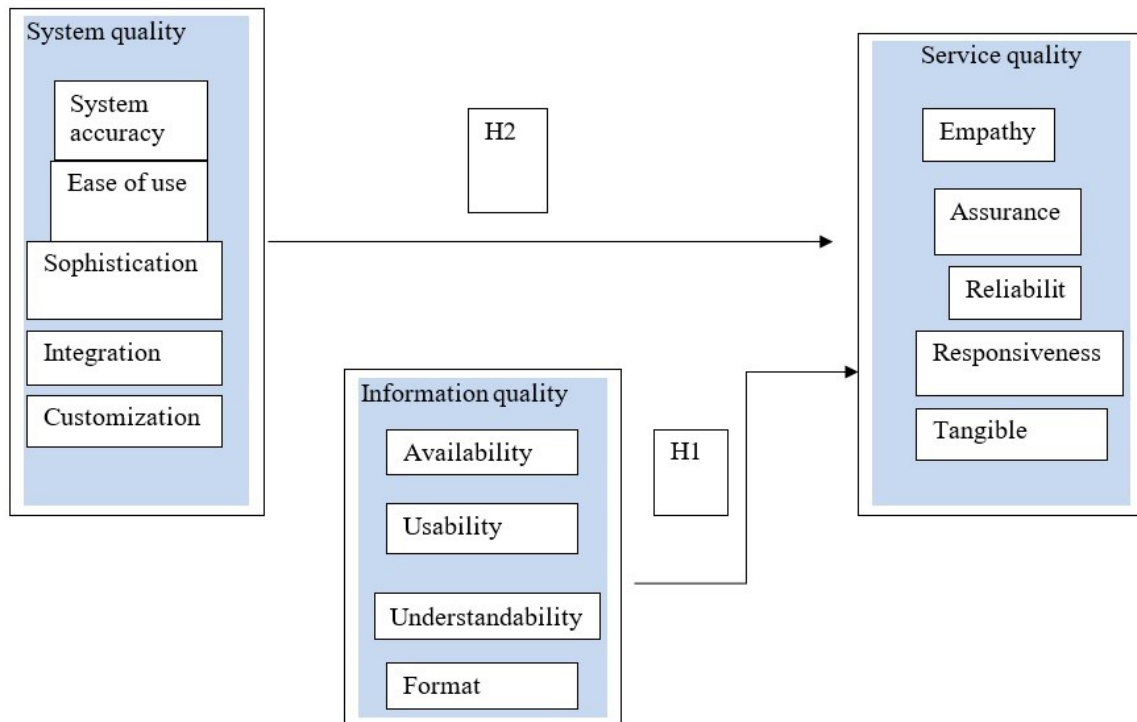 System quality
System
accuracy
Ease of use
Sophistication
Integration
Customization
H2
Information quality
Availability
Usability
Understandability
Format
H1
Service quality
Empathy
Assurance
Reliabilit
Responsiveness
Tangible